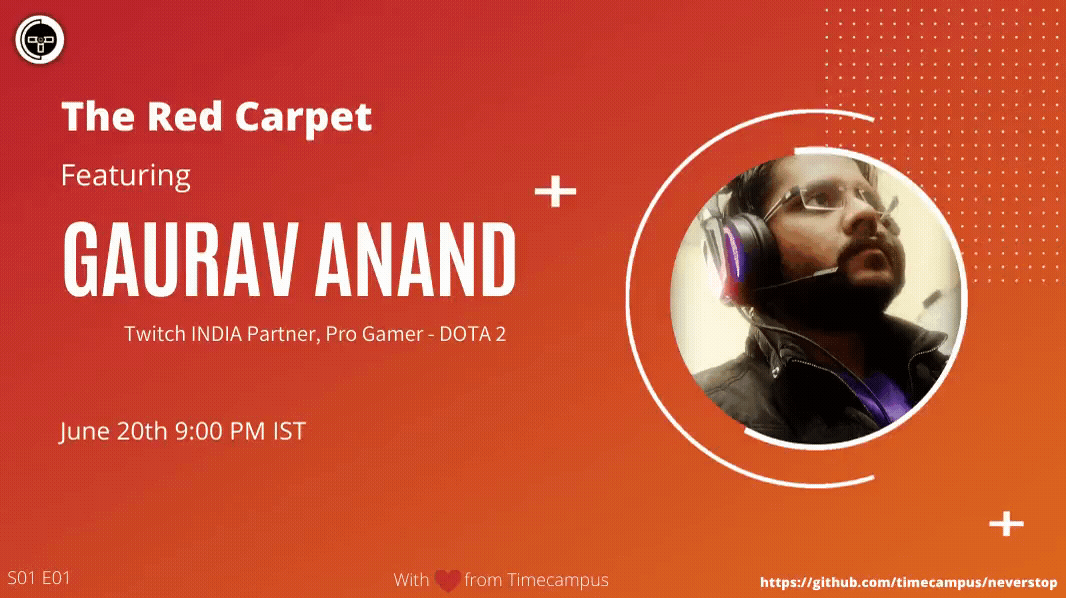 The Red Carpet
Featuring
GAURAV ANAND
Twitch INDIA Partner, Pro Gamer - DOTA 2
June 20th 9:00 PM IST
S01 E01
With ❤ from Timecampus
https://github.com/timecampus/neverstop